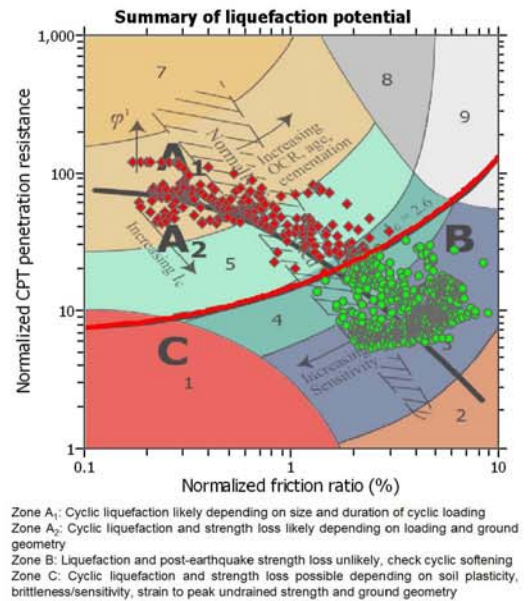 Summary of liquefaction potential
1,000
100
10
1
Normalized CPT penetration resistance
7
8
9
φ'
A1
Increasing
OCR, age,
cementation
A2
Increasing Ic
5
= 2.6
B
4
C
1
Increasing
Sensitivity
3
2
0.1
1
10
Normalized friction ratio (%)
Zone A1: Cyclic liquefaction likely depending on size and duration of cyclic loading
Zone A2: Cyclic liquefaction and strength loss likely depending on loading and ground
geometry
Zone B: Liquefaction and post-earthquake strength loss unlikely, check cyclic softening
Zone C: Cyclic liquefaction and strength loss possible depending on soil plasticity,
brittleness/sensitivity, strain to peak undrained strength and ground geometry